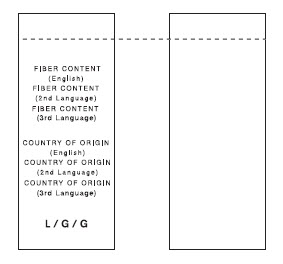 FIBER CONTENT
(English)
FIBER CONTENT
(2nd Language)
FIBER CONTENT
(3rd Language)
COUNTRY OF ORIGIN
(English)
COUNTRY OF ORIGIN
(2nd Language)
COUNTRY OF ORIGIN
(3rd Language)
L/G/G